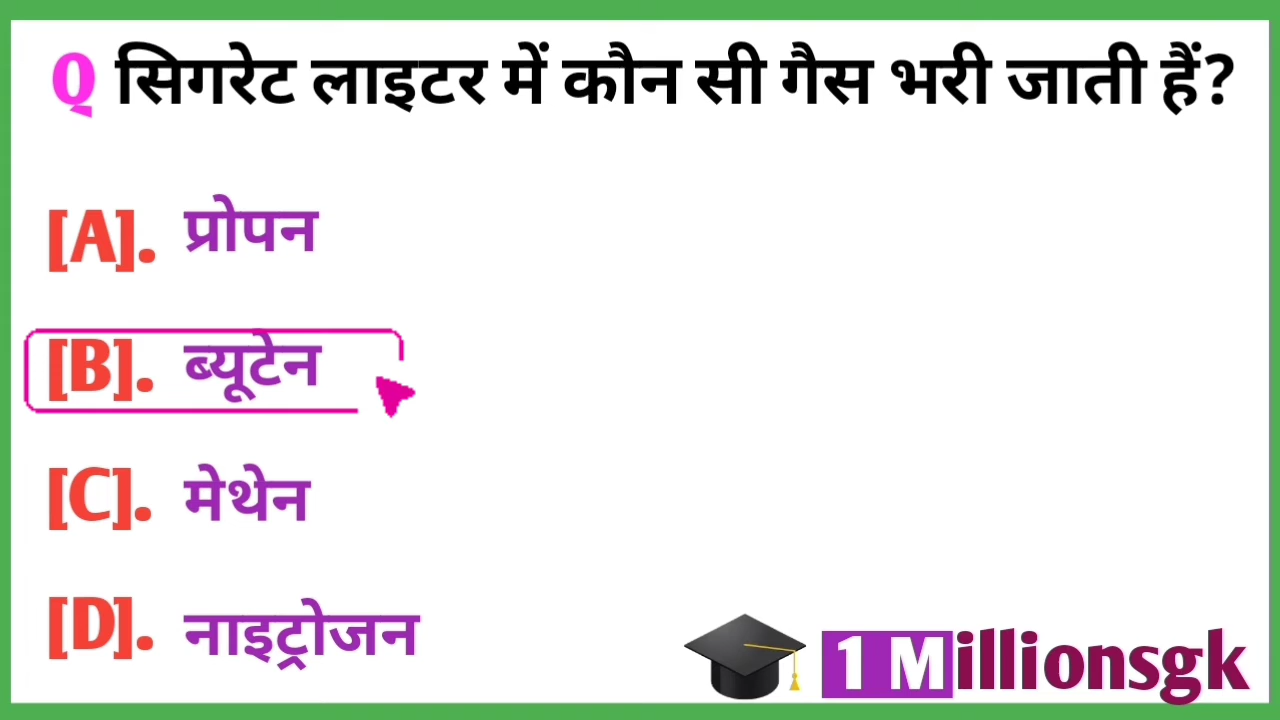 Q सिगरेट लाइटर में कौन सी गैस भरी जाती हैं?
[A]. प्रोपन
[B]. ब्यूटेन
[C]. मेथेन
[D]. नाइट्रोजन
1 Millionsgk